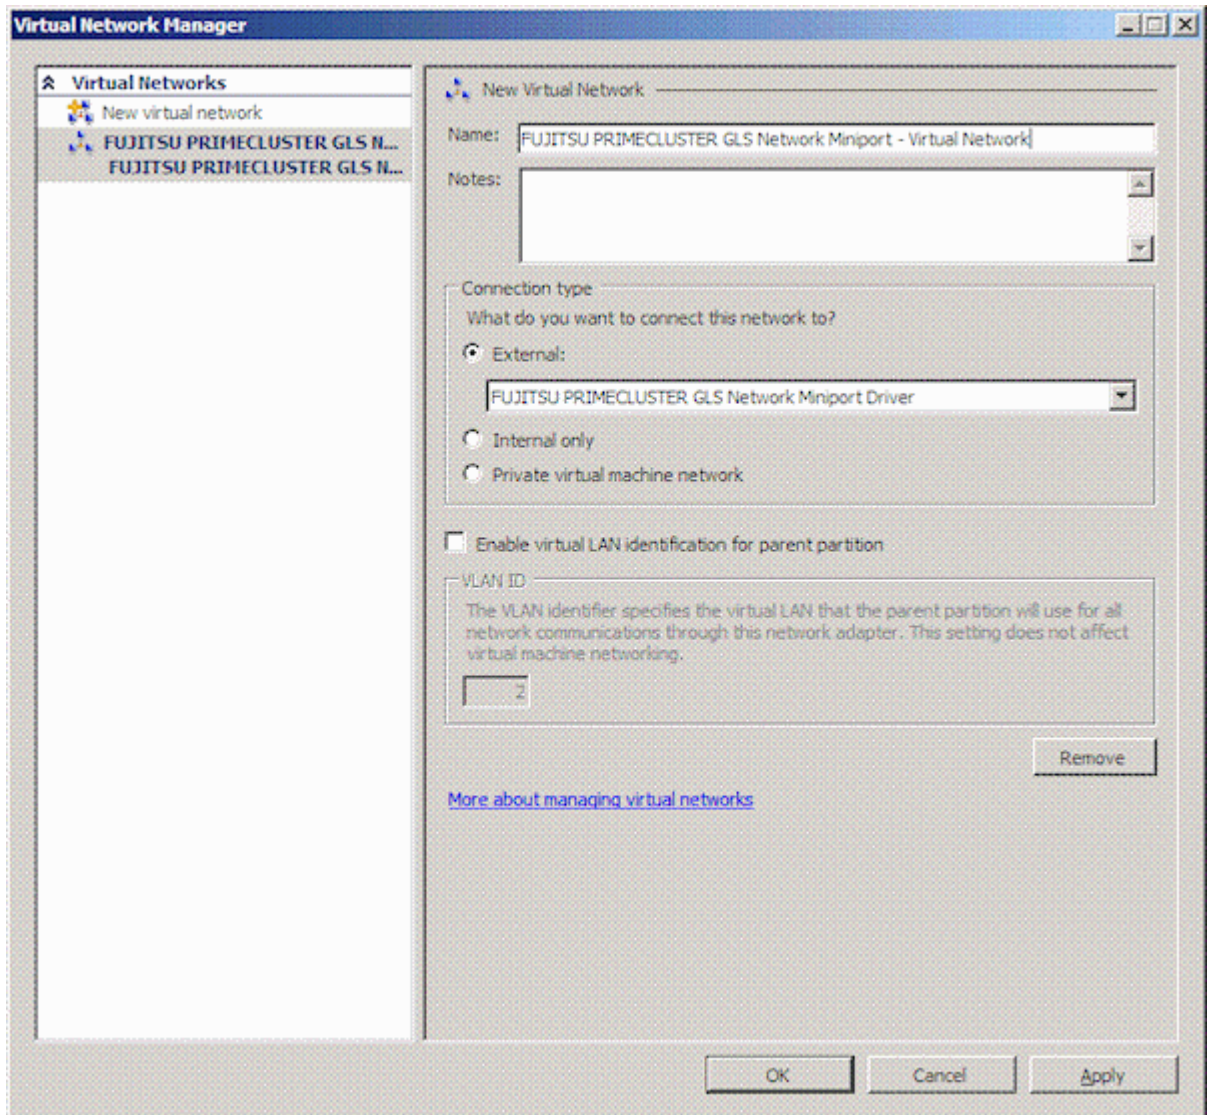 Virtual Network Manager
Virtual Networks
New virtual network
FUJITSU PRIMECLUSTER GLS N...
FUJITSU PRIMECLUSTER GLS N...
New Virtual Network
Name: FUJITSU PRIMECLUSTER GLS Network Miniport - Virtual Network
Notes:
Connection type
What do you want to connect this network to?
External:
FUJITSU PRIMECLUSTER GLS Network Miniport Driver
Internal only
Private virtual machine network
Enable virtual LAN identification for parent partition
VLAN ID
The VLAN identifier specifies the virtual LAN that the parent partition will use for all
network communications through this network adapter. This setting does not affect
virtual machine networking.
2
Remove
More about managing virtual networks
OK Cancel Apply